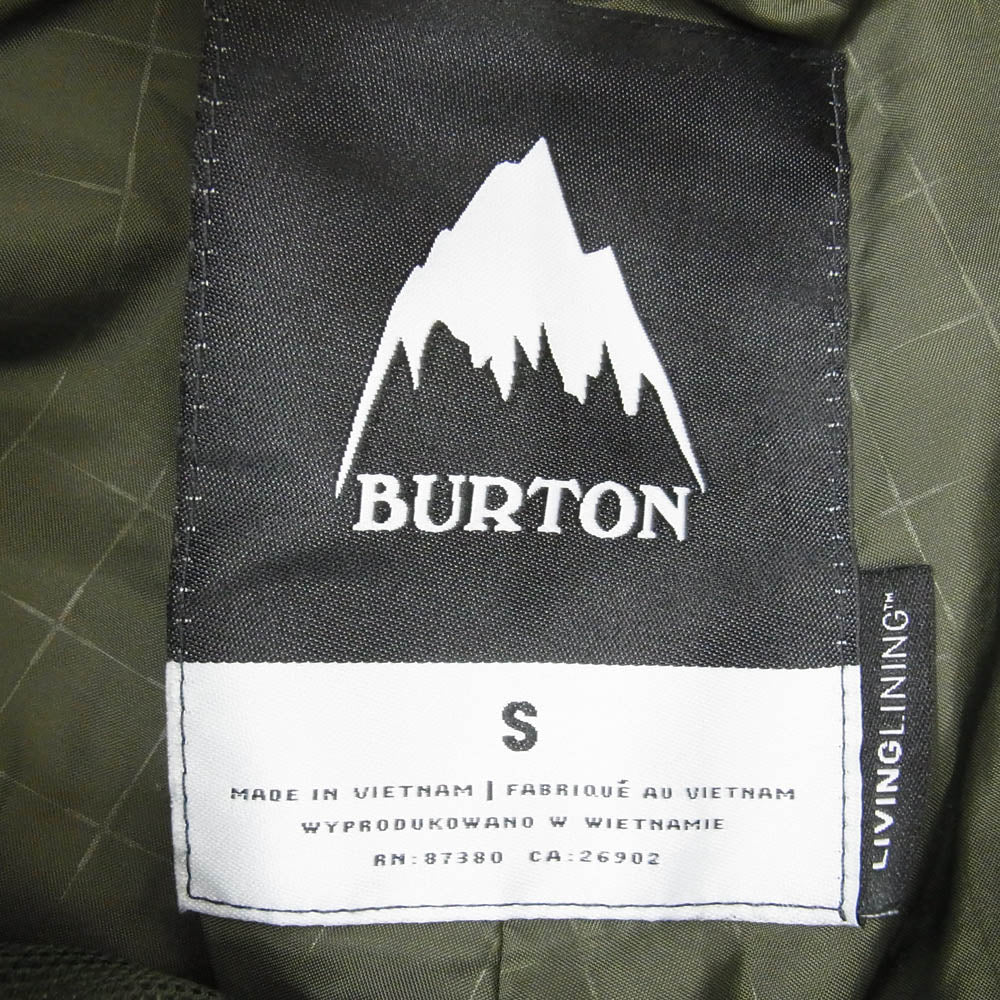 BURTON
S
MADE IN VIETNAM | FABRIQUÉ AU VIETNAM
WYPRODUKOWANO W WIETNAMIE
RN:87380 CA:26902
LIVINGLINING™